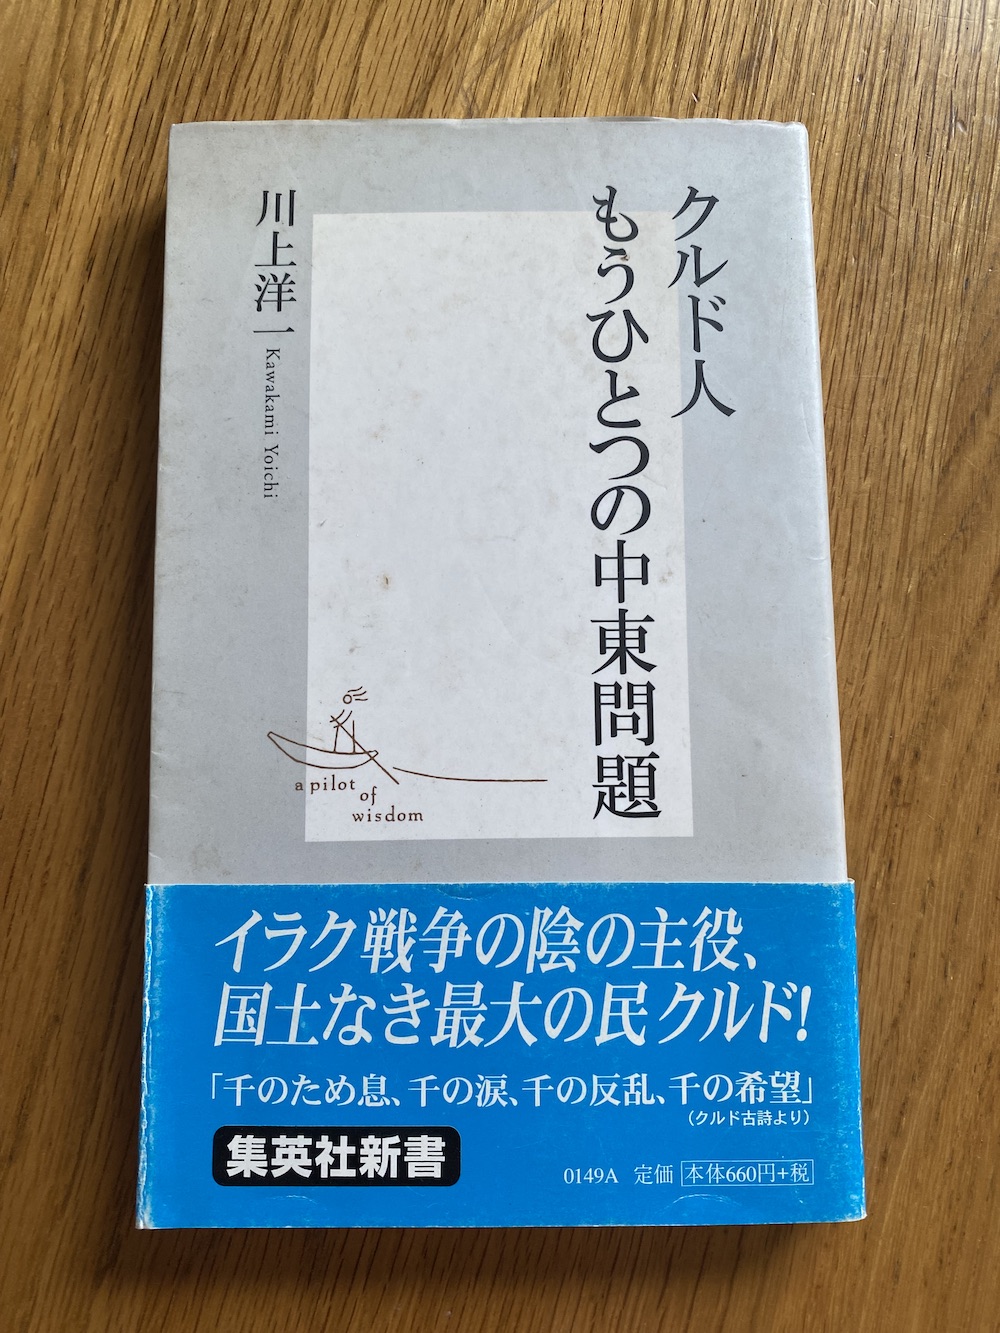 クルド人
もうひとつの中東問題
川上洋一
Kawakami Yoichi
a pilot
of
wisdom
イラク戦争の陰の主役、
国土なき最大の民クルド!
「千のため息、千の涙、千の反乱、千の希望」
(クルド古詩より)
集英社新書
0149A 定価 本体660円+税